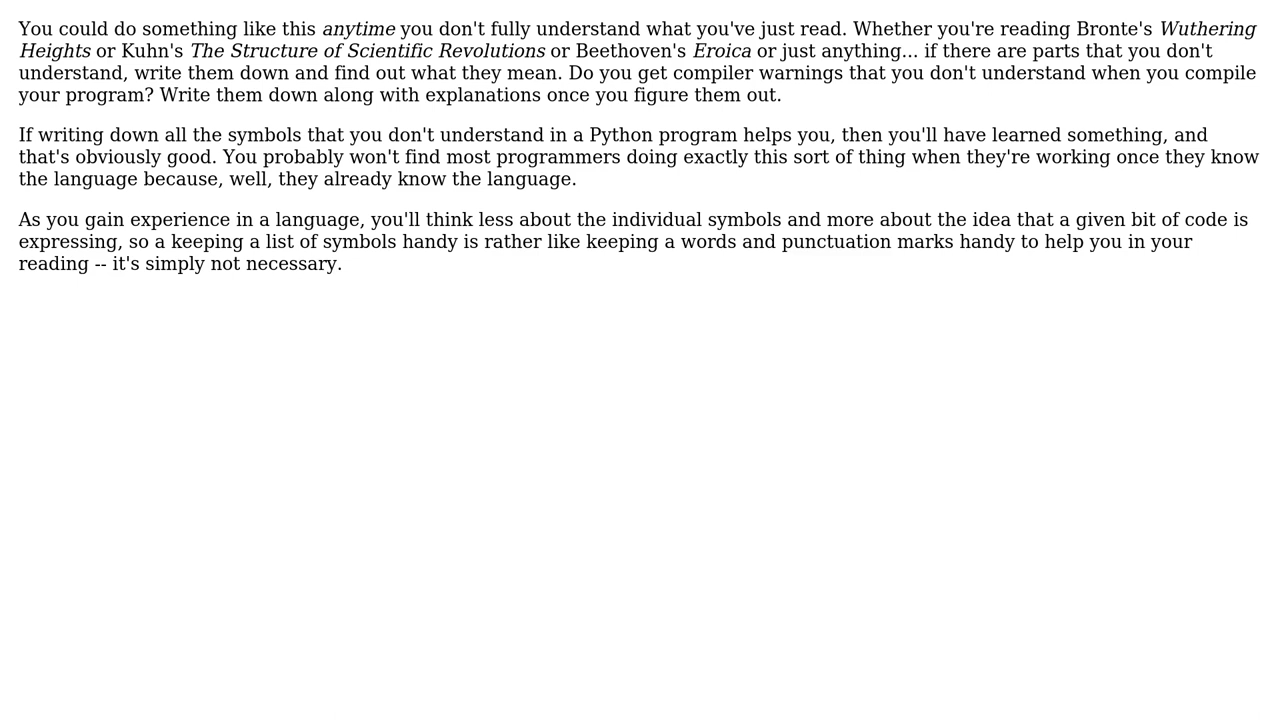 You could do something like this anytime you don't fully understand what you've just read. Whether you're reading Bronte's Wuthering
Heights or Kuhn's The Structure of Scientific Revolutions or Beethoven's Eroica or just anything... if there are parts that you don't
understand, write them down and find out what they mean. Do you get compiler warnings that you don't understand when you compile
your program? Write them down along with explanations once you figure them out.
If writing down all the symbols that you don't understand in a Python program helps you, then you'll have learned something, and
that's obviously good. You probably won't find most programmers doing exactly this sort of thing when they're working once they know
the language because, well, they already know the language.
As you gain experience in a language, you'll think less about the individual symbols and more about the idea that a given bit of code is
expressing, so a keeping a list of symbols handy is rather like keeping a words and punctuation marks handy to help you in your
reading -- it's simply not necessary.